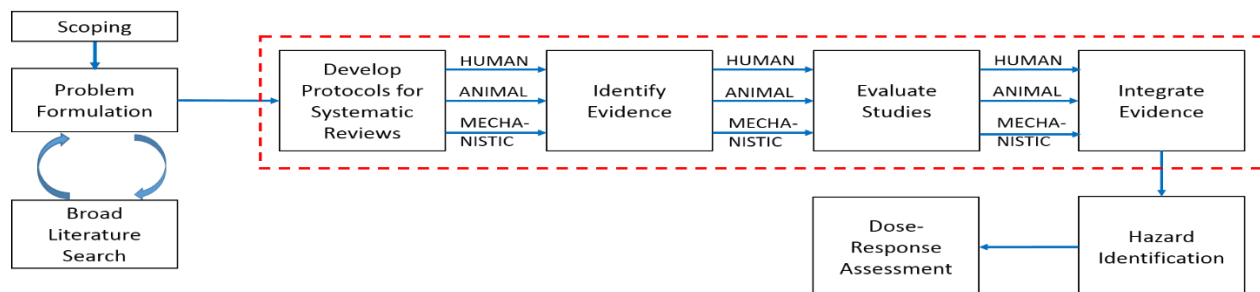 Scoping
Problem
Formulation
Broad
Literature
Search
Develop
Protocols for
Systematic
Reviews
HUMAN
ANIMAL
MECHA-
NISTIC
Identify
Evidence
HUMAN
ANIMAL
MECHA-
NISTIC
Evaluate
Studies
HUMAN
ANIMAL
MECHA-
NISTIC
Integrate
Evidence
Hazard
Identification
Dose-
Response
Assessment